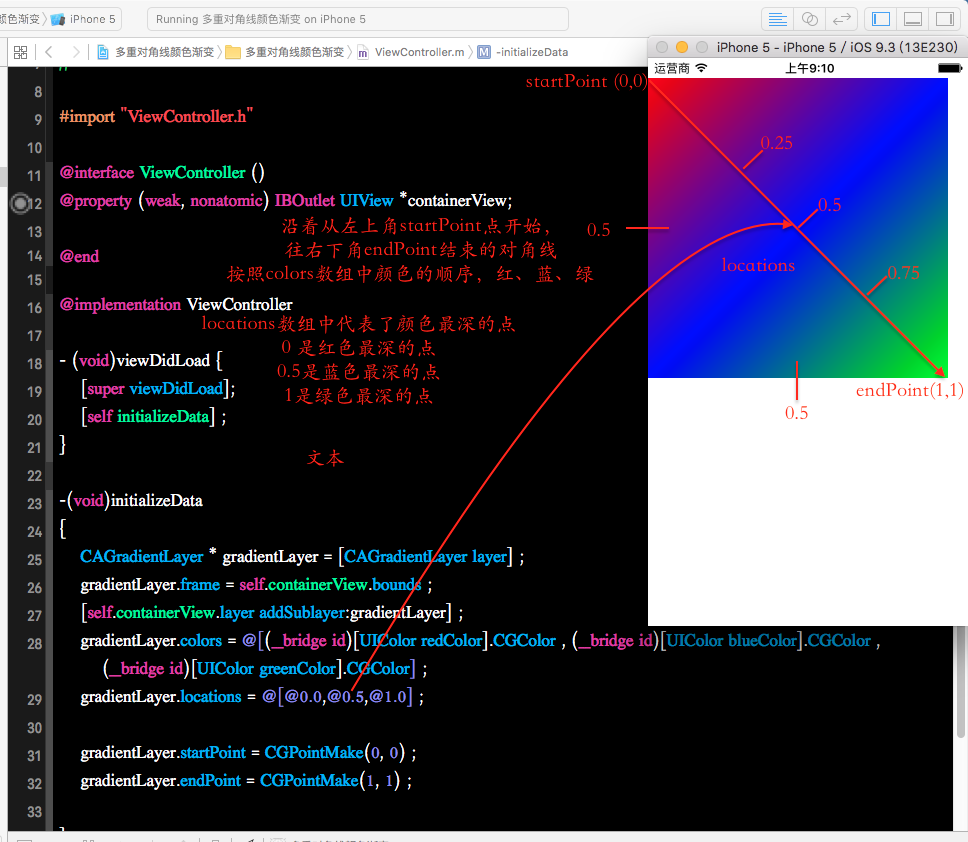 颜色渐变 〉 iPhone 5
Running 多重对角线颜色渐变 on iPhone 5
多重对角线颜色渐变 〉 多重对角线颜色渐变 〉 ViewController.m 〉 M -initializeData
iPhone 5 - iPhone 5 / iOS 9.3 (13E230)
运营商 上午9:10
startPoint (0,0)
0.25
0.5
0.5
locations
0.75
endPoint(1,1)
0.5
8
9 #import "ViewController.h"
10
11 @interface ViewController ()
12 @property (weak, nonatomic) IBOutlet UIView *containerView;
沿着从左上角startPoint点开始，
13
往右下角endPoint结束的对角线
14 @end
按照colors数组中颜色的顺序，红、蓝、绿
15
16 @implementation ViewController
locations数组中代表了颜色最深的点
17
0 是红色最深的点
18 - (void)viewDidLoad {
0.5是蓝色最深的点
19 [super viewDidLoad];
1是绿色最深的点
20 [self initializeData] ;
21 }
文本
22
23 -(void)initializeData
24 {
25 CAGradientLayer * gradientLayer = [CAGradientLayer layer] ;
26 gradientLayer.frame = self.containerView.bounds ;
27 [self.containerView.layer addSublayer:gradientLayer] ;
28 gradientLayer.colors = @[(__bridge id)[UIColor redColor].CGColor , (__bridge id)[UIColor blueColor].CGColor ,
(__bridge id)[UIColor greenColor].CGColor] ;
29 gradientLayer.locations = @[@0.0,@0.5,@1.0] ;
30
31 gradientLayer.startPoint = CGPointMake(0, 0) ;
32 gradientLayer.endPoint = CGPointMake(1, 1) ;
33